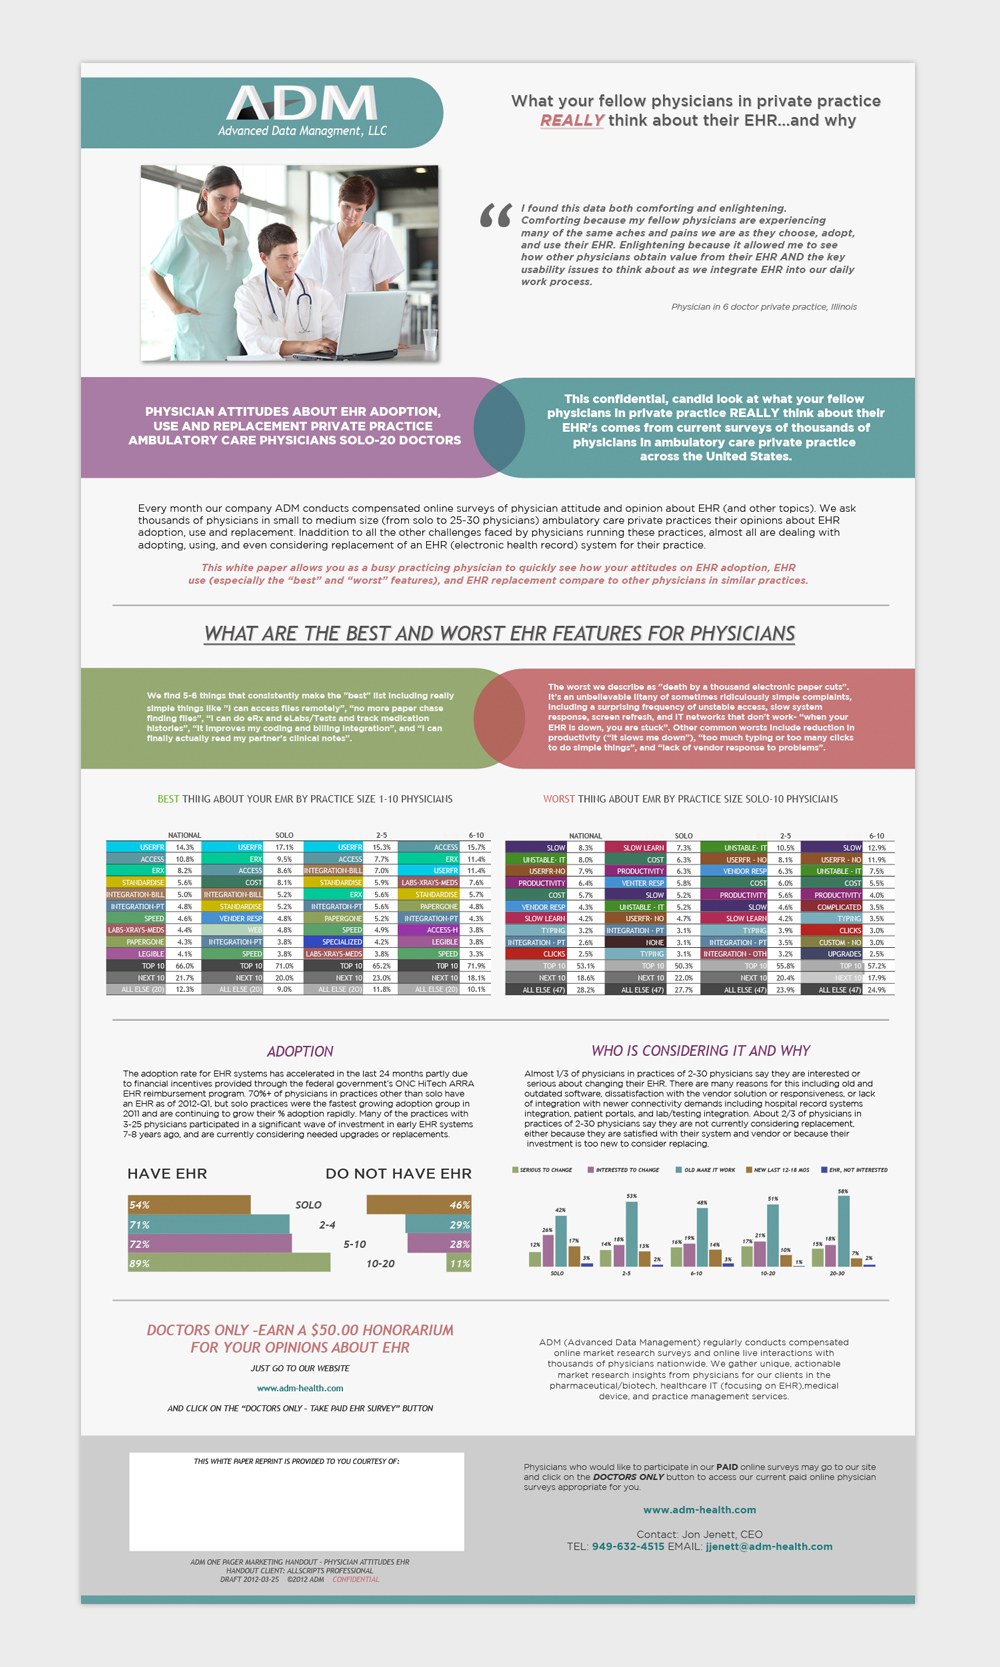 ADM
Advanced Data Managment, LLC
What your fellow physicians in private practice
REALLY think about their EHR...and why
“ I found this data both comforting and enlightening.
Comforting because my fellow physicians are experiencing
many of the same aches and pains we are as they choose, adopt,
and use their EHR. Enlightening because it allowed me to see
how other physicians obtain value from their EHR AND the key
usability issues to think about as we integrate EHR into our daily
work process.
Physician in 6 doctor private practice, Illinois
PHYSICIAN ATTITUDES ABOUT EHR ADOPTION,
USE AND REPLACEMENT PRIVATE PRACTICE
AMBULATORY CARE PHYSICIANS SOLO-20 DOCTORS
This confidential, candid look at what your fellow
physicians in private practice REALLY think about their
EHR's comes from current surveys of thousands of
physicians in ambulatory care private practice
across the United States.
Every month our company ADM conducts compensated online surveys of physician attitude and opinion about EHR (and other topics). We ask
thousands of physicians in small to medium size (from solo to 25-30 physicians) ambulatory care private practices their opinions about EHR
adoption, use and replacement. Inaddition to all the other challenges faced by physicians running these practices, almost all are dealing with
adopting, using, and even considering replacement of an EHR (electronic health record) system for their practice.
This white paper allows you as a busy practicing physician to quickly see how your attitudes on EHR adoption, EHR
use (especially the “best” and “worst” features), and EHR replacement compare to other physicians in similar practices.
WHAT ARE THE BEST AND WORST EHR FEATURES FOR PHYSICIANS
We find 5-6 things that consistently make the "best" list including really
simple things like "I can access files remotely", “no more paper chase
finding files”, “I can do eRx and eLabs/Tests and track medication
histories”, “it improves my coding and billing integration”, and “I can
finally actually read my partner’s clinical notes”.
The worst we describe as "death by a thousand electronic paper cuts”.
It’s an unbelievable litany of sometimes ridiculously simple complaints,
including a surprising frequency of unstable access, slow system
response, screen refresh, and IT networks that don’t work- “when your
EHR is down, you are stuck”. Other common worsts include reduction in
productivity (“it slows me down”), “too much typing or too many clicks
to do simple things”, and “lack of vendor response to problems”.
BEST THING ABOUT YOUR EMR BY PRACTICE SIZE 1-10 PHYSICIANS
NATIONAL SOLO 2-5 6-10
USERFR 14.3% USERFR 17.1% USERFR 15.3% ACCESS 15.7%
ACCESS 10.8% ERX 9.5% ACCESS 7.7% ERX 11.4%
ERX 8.2% ACCESS 8.6% INTEGRATION-BILL 7.0% USERFR 11.4%
STANDARDISE 5.6% COST 8.1% STANDARDISE 5.9% LABS-XRAYS-MEDS 7.6%
INTEGRATION-BILL 5.0% INTEGRATION-BILL 5.2% ERX 5.6% STANDARDISE 5.7%
INTEGRATION-PT 4.8% STANDARDISE 5.2% INTEGRATION-PT 5.6% PAPERGONE 4.8%
SPEED 4.6% VENDER RESP 4.8% PAPERGONE 5.2% INTEGRATION-PT 4.3%
LABS-XRAYS-MEDS 4.4% WEB 4.8% SPEED 4.9% ACCESS-H 3.8%
PAPERGONE 4.3% INTEGRATION-PT 3.8% SPECIALIZED 4.2% LEGIBLE 3.8%
LEGIBLE 4.1% SPEED 3.8% LABS-XRAYS-MEDS 3.8% SPEED 3.3%
TOP 10 66.0% TOP 10 71.0% TOP 10 65.2% TOP 10 71.9%
NEXT 10 21.7% NEXT 10 20.0% NEXT 10 23.0% NEXT 10 18.1%
ALL ELSE (20) 12.3% ALL ELSE (20) 9.0% ALL ELSE (20) 11.8% ALL ELSE (20) 10.1%
WORST THING ABOUT EMR BY PRACTICE SIZE SOLO-10 PHYSICIANS
NATIONAL SOLO 2-5 6-10
SLOW 8.3% SLOW LEARN 7.3% UNSTABLE- IT 10.5% SLOW 12.9%
UNSTABLE- IT 8.0% COST 6.3% USERFR - NO 8.1% USERFR - NO 11.9%
USERFR-NO 7.9% PRODUCTIVITY 6.3% VENDOR RESP 6.3% UNSTABLE - IT 7.5%
PRODUCTIVITY 6.4% VENTER RESP 5.8% COST 6.0% COST 5.5%
COST 5.7% SLOW 5.2% PRODUCTIVITY 5.6% PRODUCTIVITY 4.0%
VENDOR RESP 4.3% UNSTABLE - IT 5.2% SLOW 4.6% COMPLICATED 3.5%
SLOW LEARN 4.2% USERFR- NO 4.7% SLOW LEARN 4.2% TYPING 3.5%
TYPING 3.2% INTEGRATION - PT 3.1% TYPING 3.9% CLICKS 3.0%
INTEGRATION - PT 2.6% NONE 3.1% INTEGRATION - PT 3.5% CUSTOM - NO 3.0%
CLICKS 2.5% TYPING 3.1% INTEGRATION - OTH 3.2% UPGRADES 2.5%
TOP 10 53.1% TOP 10 50.3% TOP 10 55.8% TOP 10 57.2%
NEXT 10 18.6% NEXT 10 22.0% NEXT 10 20.4% NEXT 10 17.9%
ALL ELSE (47) 28.2% ALL ELSE (47) 27.7% ALL ELSE (47) 23.9% ALL ELSE (47) 24.9%
ADOPTION
The adoption rate for EHR systems has accelerated in the last 24 months partly due
to financial incentives provided through the federal government’s ONC HiTech ARRA
EHR reimbursement program. 70%+ of physicians in practices other than solo have
an EHR as of 2012-Q1, but solo practices were the fastest growing adoption group in
2011 and are continuing to grow their % adoption rapidly. Many of the practices with
3-25 physicians participated in a significant wave of investment in early EHR systems
7-8 years ago, and are currently considering needed upgrades or replacements.
HAVE EHR DO NOT HAVE EHR
54% SOLO 46%
71% 2-4 29%
72% 5-10 28%
89% 10-20 11%
WHO IS CONSIDERING IT AND WHY
Almost 1/3 of physicians in practices of 2-30 physicians say they are interested or
serious about changing their EHR. There are many reasons for this including old and
outdated software, dissatisfaction with the vendor solution or responsiveness, or lack
of integration with newer connectivity demands including hospital record systems
integration, patient portals, and lab/testing integration. About 2/3 of physicians in
practices of 2-30 physicians say they are not currently considering replacement,
either because they are satisfied with their system and vendor or because their
investment is too new to consider replacing.
SERIOUS TO CHANGE INTERESTED TO CHANGE OLD MAKE IT WORK NEW LAST 12-18 MOS EHR, NOT INTERESTED
12% 26% 42% 17% 3% 14% 18% 53% 13% 2% 16% 19% 48% 14% 3% 17% 21% 51% 10% 1% 15% 18% 58% 7% 2%
SOLO 2-5 6-10 10-20 20-30
DOCTORS ONLY –EARN A $50.00 HONORARIUM
FOR YOUR OPINIONS ABOUT EHR
JUST GO TO OUR WEBSITE
www.adm-health.com
AND CLICK ON THE “DOCTORS ONLY - TAKE PAID EHR SURVEY” BUTTON
ADM (Advanced Data Management) regularly conducts compensated
online market research surveys and online live interactions with
thousands of physicians nationwide. We gather unique, actionable
market research insights from physicians for our clients in the
pharmaceutical/biotech, healthcare IT (focusing on EHR),medical
device, and practice management services.
THIS WHITE PAPER REPRINT IS PROVIDED TO YOU COURTESY OF:
ADM ONE PAGER MARKETING HANDOUT - PHYSICIAN ATTITUDES EHR
HANDOUT CLIENT: ALLSCRIPTS PROFESSIONAL
DRAFT 2012-03-25 ©2012 ADM CONFIDENTIAL
Physicians who would like to participate in our PAID online surveys may go to our site
and click on the DOCTORS ONLY button to access our current paid online physician
surveys appropriate for you.
www.adm-health.com
Contact: Jon Jenett, CEO
TEL: 949-632-4515 EMAIL: jjenett@adm-health.com